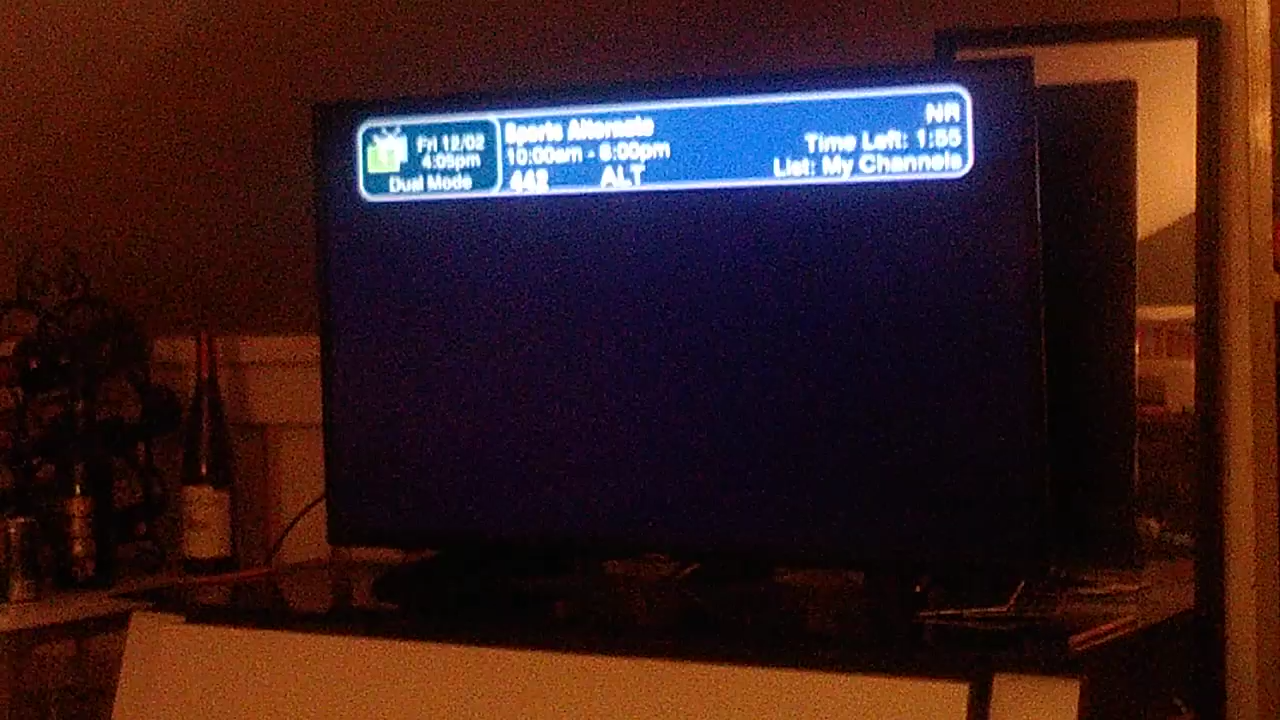 Fri 12/02
4:05pm
Dual Mode
Sports Alternate
10:00am - 6:00pm
442 ALT
NR
Time Left: 1:55
List: My Channels